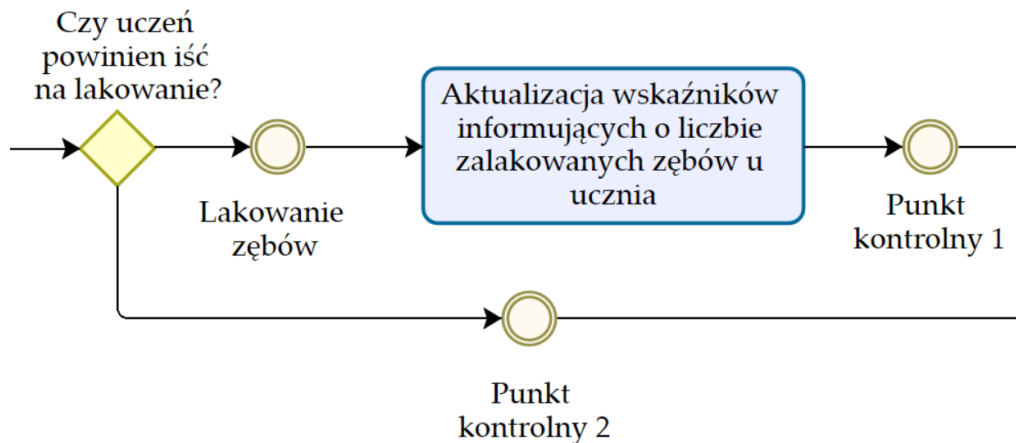 Czy uczeń
powinien iść
na lakowanie?
Lakowanie
zębów
Aktualizacja wskaźników
informujących o liczbie
zalakowanych zębów u
ucznia
Punkt
kontrolny 1
Punkt
kontrolny 2